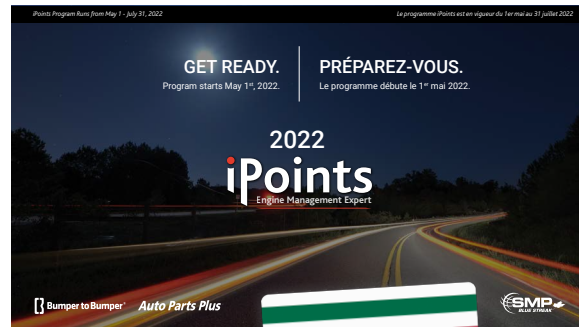 iPoints Program Runs from May 1 - July 31, 2022
Le programme iPoints est en vigueur du 1er mai au 31 juillet 2022
GET READY.
Program starts May 1st, 2022.
PRÉPAREZ-VOUS.
Le programme débute le 1er mai 2022.
2022
iPoints
Engine Management Expert
Bumper to Bumper
Auto Parts Plus
SMP
BLUE STREAK